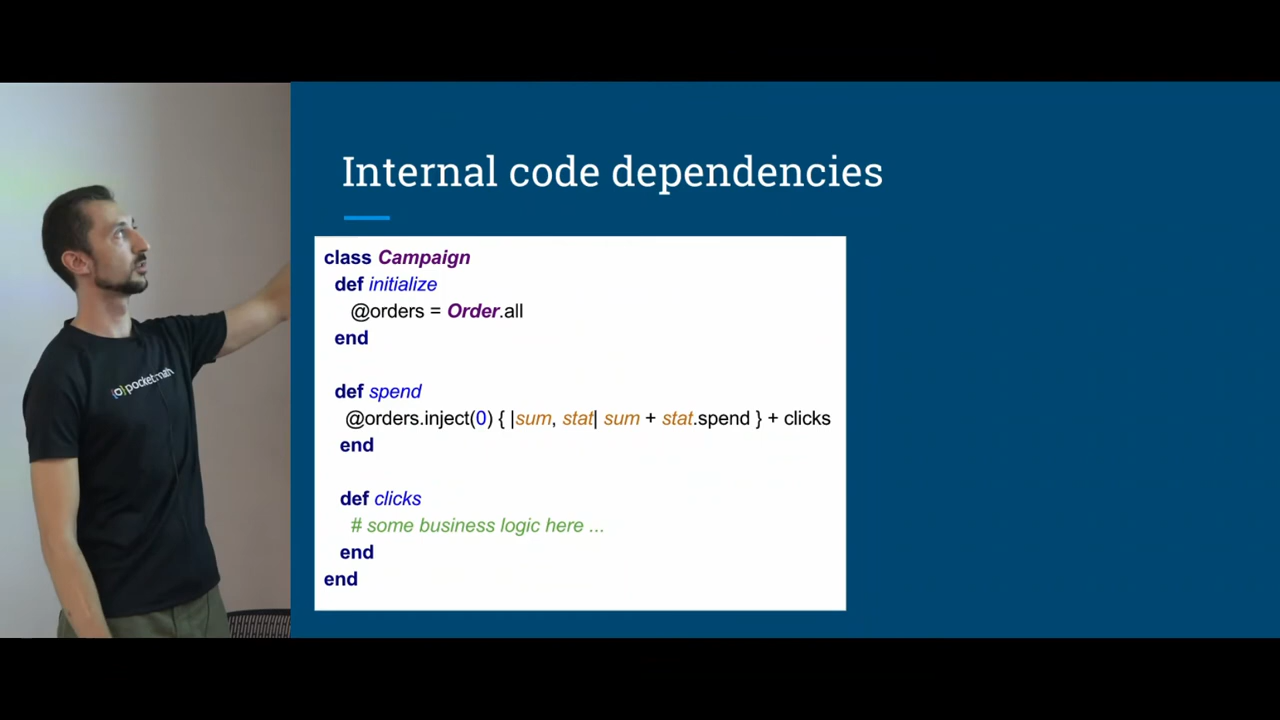 Internal code dependencies
class Campaign
def initialize
@orders = Order.all
end
def spend
@orders.inject(0) { |sum, stat| sum + stat.spend } + clicks
end
def clicks
# some business logic here ...
end
end
{o}pocketmath